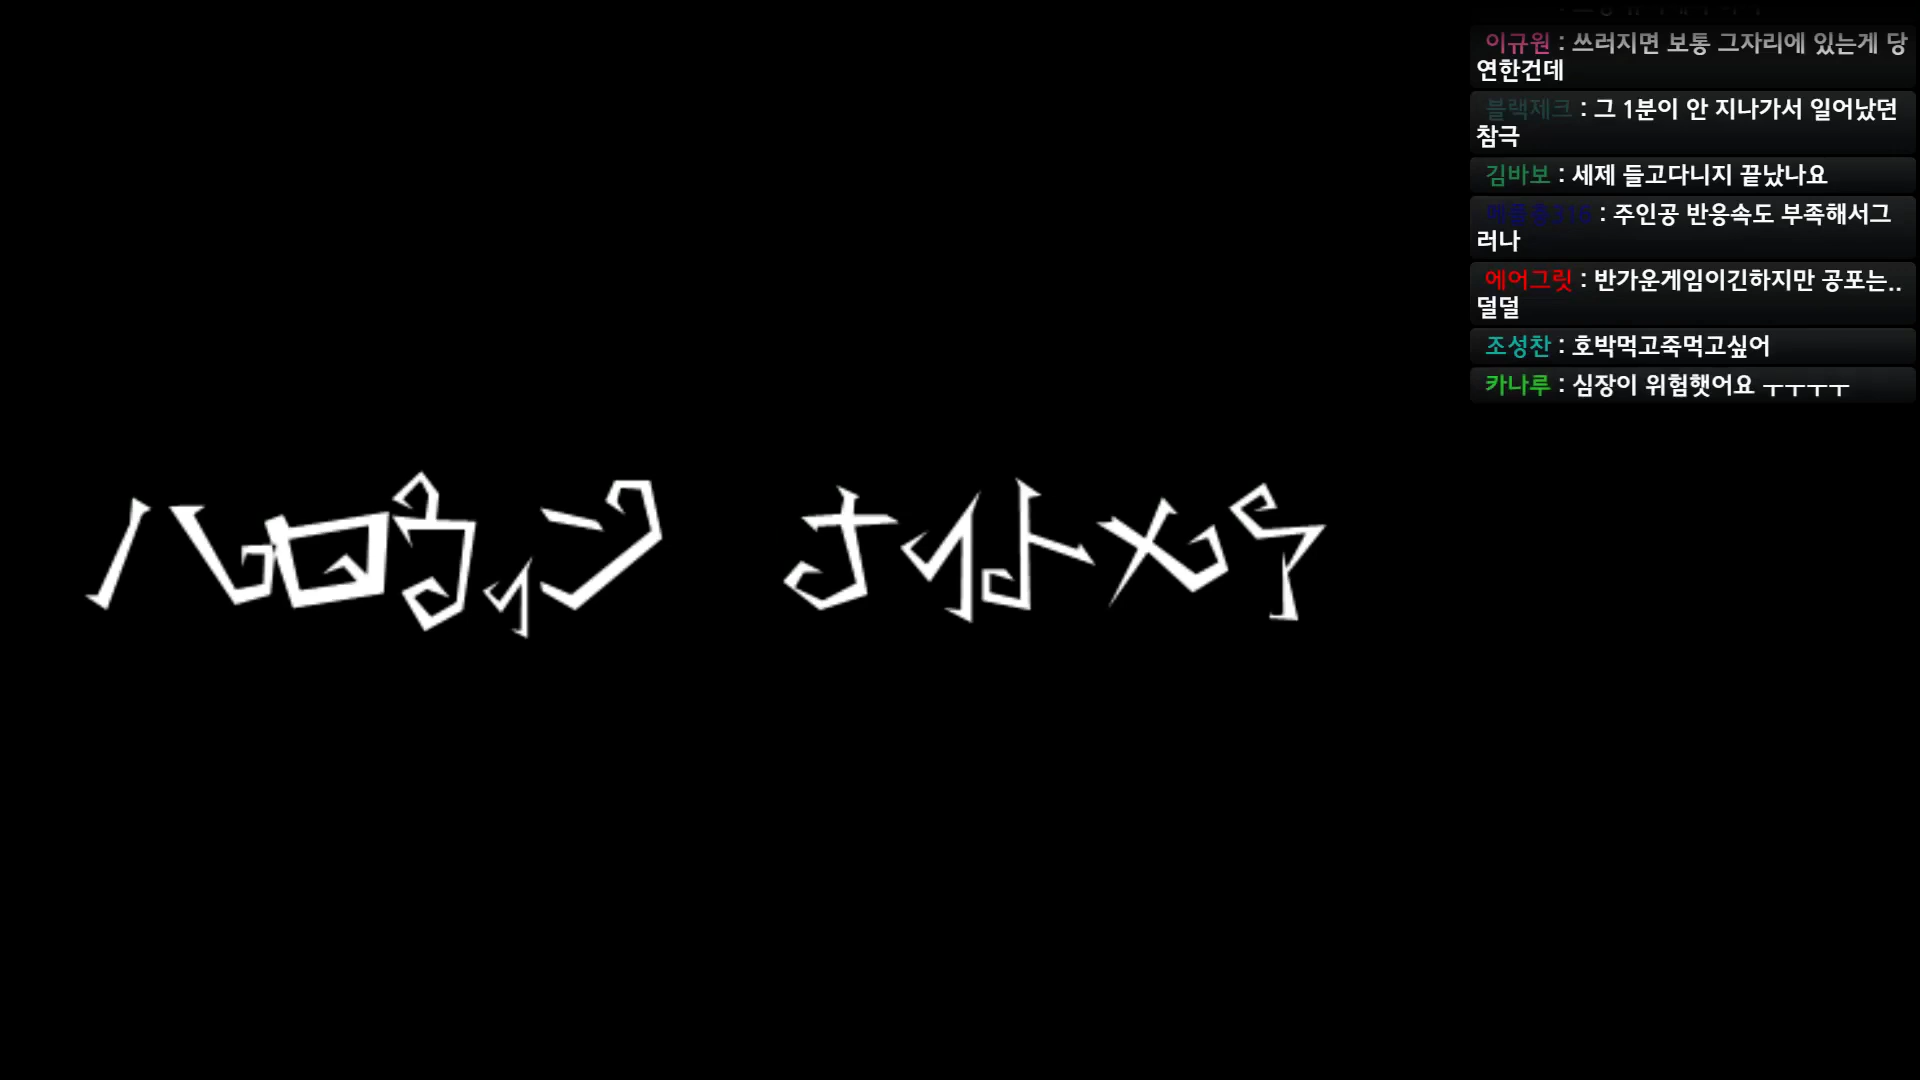 이규원 : 쓰러지면 보통 그자리에 있는게 당
연한건데
블랙제크 : 그 1분이 안 지나가서 일어났던
참극
김바보 : 세제 들고다니지 끝났나요
: 주인공 반응속도 부족해서그
러나
에어그릿 : 반가운게임이긴하지만 공포는..
덜덜
조성찬 : 호박먹고죽먹고싶어
카나루 : 심장이 위험햇어요 ㅜㅜㅜㅜ
ハロウィン ナイトメア